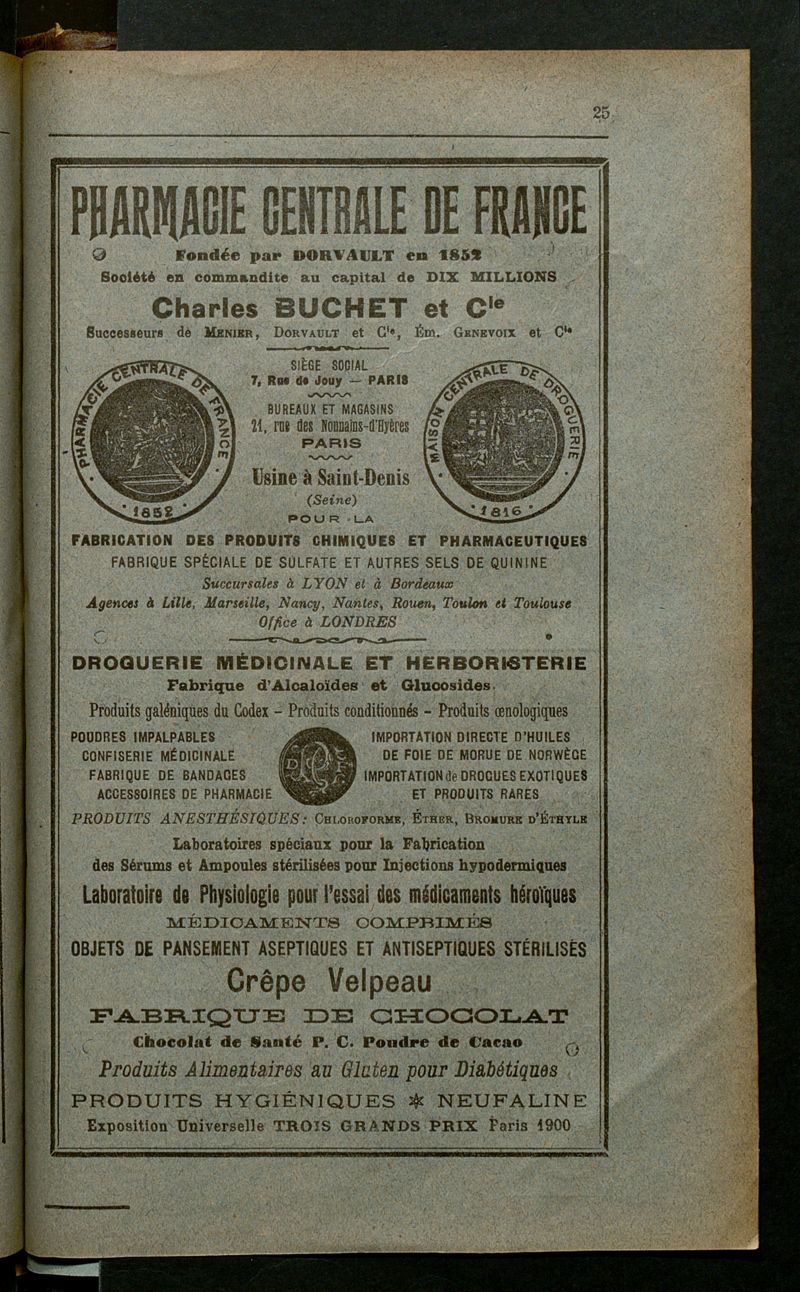 25
PHARMACIE CENTRALE DE FRANCE
Fondée par DORVAULT en 1852
Société en commandite au capital de DIX MILLIONS
Charles BUCHET et Cie
Successeurs de MENIER, DORVAULT et Cie, Ém. GENEVOIX et Cie
PHARMACIE CENTRALE DE FRANCE
1852
SIÈGE SOCIAL
7, Rue de Jouy — PARIS
BUREAUX ET MAGASINS
21, rue des Nonnains-d'Hyères
PARIS
Usine à Saint-Denis
(Seine)
POUR LA
MAISON CENTRALE DE DROGUERIE
1816
FABRICATION DES PRODUITS CHIMIQUES ET PHARMACEUTIQUES
FABRIQUE SPÉCIALE DE SULFATE ET AUTRES SELS DE QUININE
Succursales à LYON et à Bordeaux
Agences à Lille, Marseille, Nancy, Nantes, Rouen, Toulon et Toulouse
Office à LONDRES
DROGUERIE MÉDICINALE ET HERBORISTERIE
Fabrique d'Alcaloïdes et Glucosides
Produits galéniques du Codex - Produits conditionnés - Produits œnologiques
POUDRES IMPALPABLES
CONFISERIE MÉDICINALE
FABRIQUE DE BANDAGES
ACCESSOIRES DE PHARMACIE
IMPORTATION DIRECTE D'HUILES
DE FOIE DE MORUE DE NORWÈGE
IMPORTATION de DROGUES EXOTIQUES
ET PRODUITS RARES
PRODUITS ANESTHÉSIQUES: CHLOROFORME, ÉTHER, BROMURE D'ÉTHYLE
Laboratoires spéciaux pour la Fabrication
des Sérums et Ampoules stérilisées pour Injections hypodermiques
Laboratoire de Physiologie pour l'essai des médicaments héroïques
MÉDICAMENTS COMPRIMÉS
OBJETS DE PANSEMENT ASEPTIQUES ET ANTISEPTIQUES STÉRILISÉS
Crêpe Velpeau
FABRIQUE DE CHOCOLAT
Chocolat de Santé P. C. Poudre de Cacao
Produits Alimentaires au Gluten pour Diabétiques
PRODUITS HYGIÉNIQUES * NEUFALINE
Exposition Universelle TROIS GRANDS PRIX Paris 1900